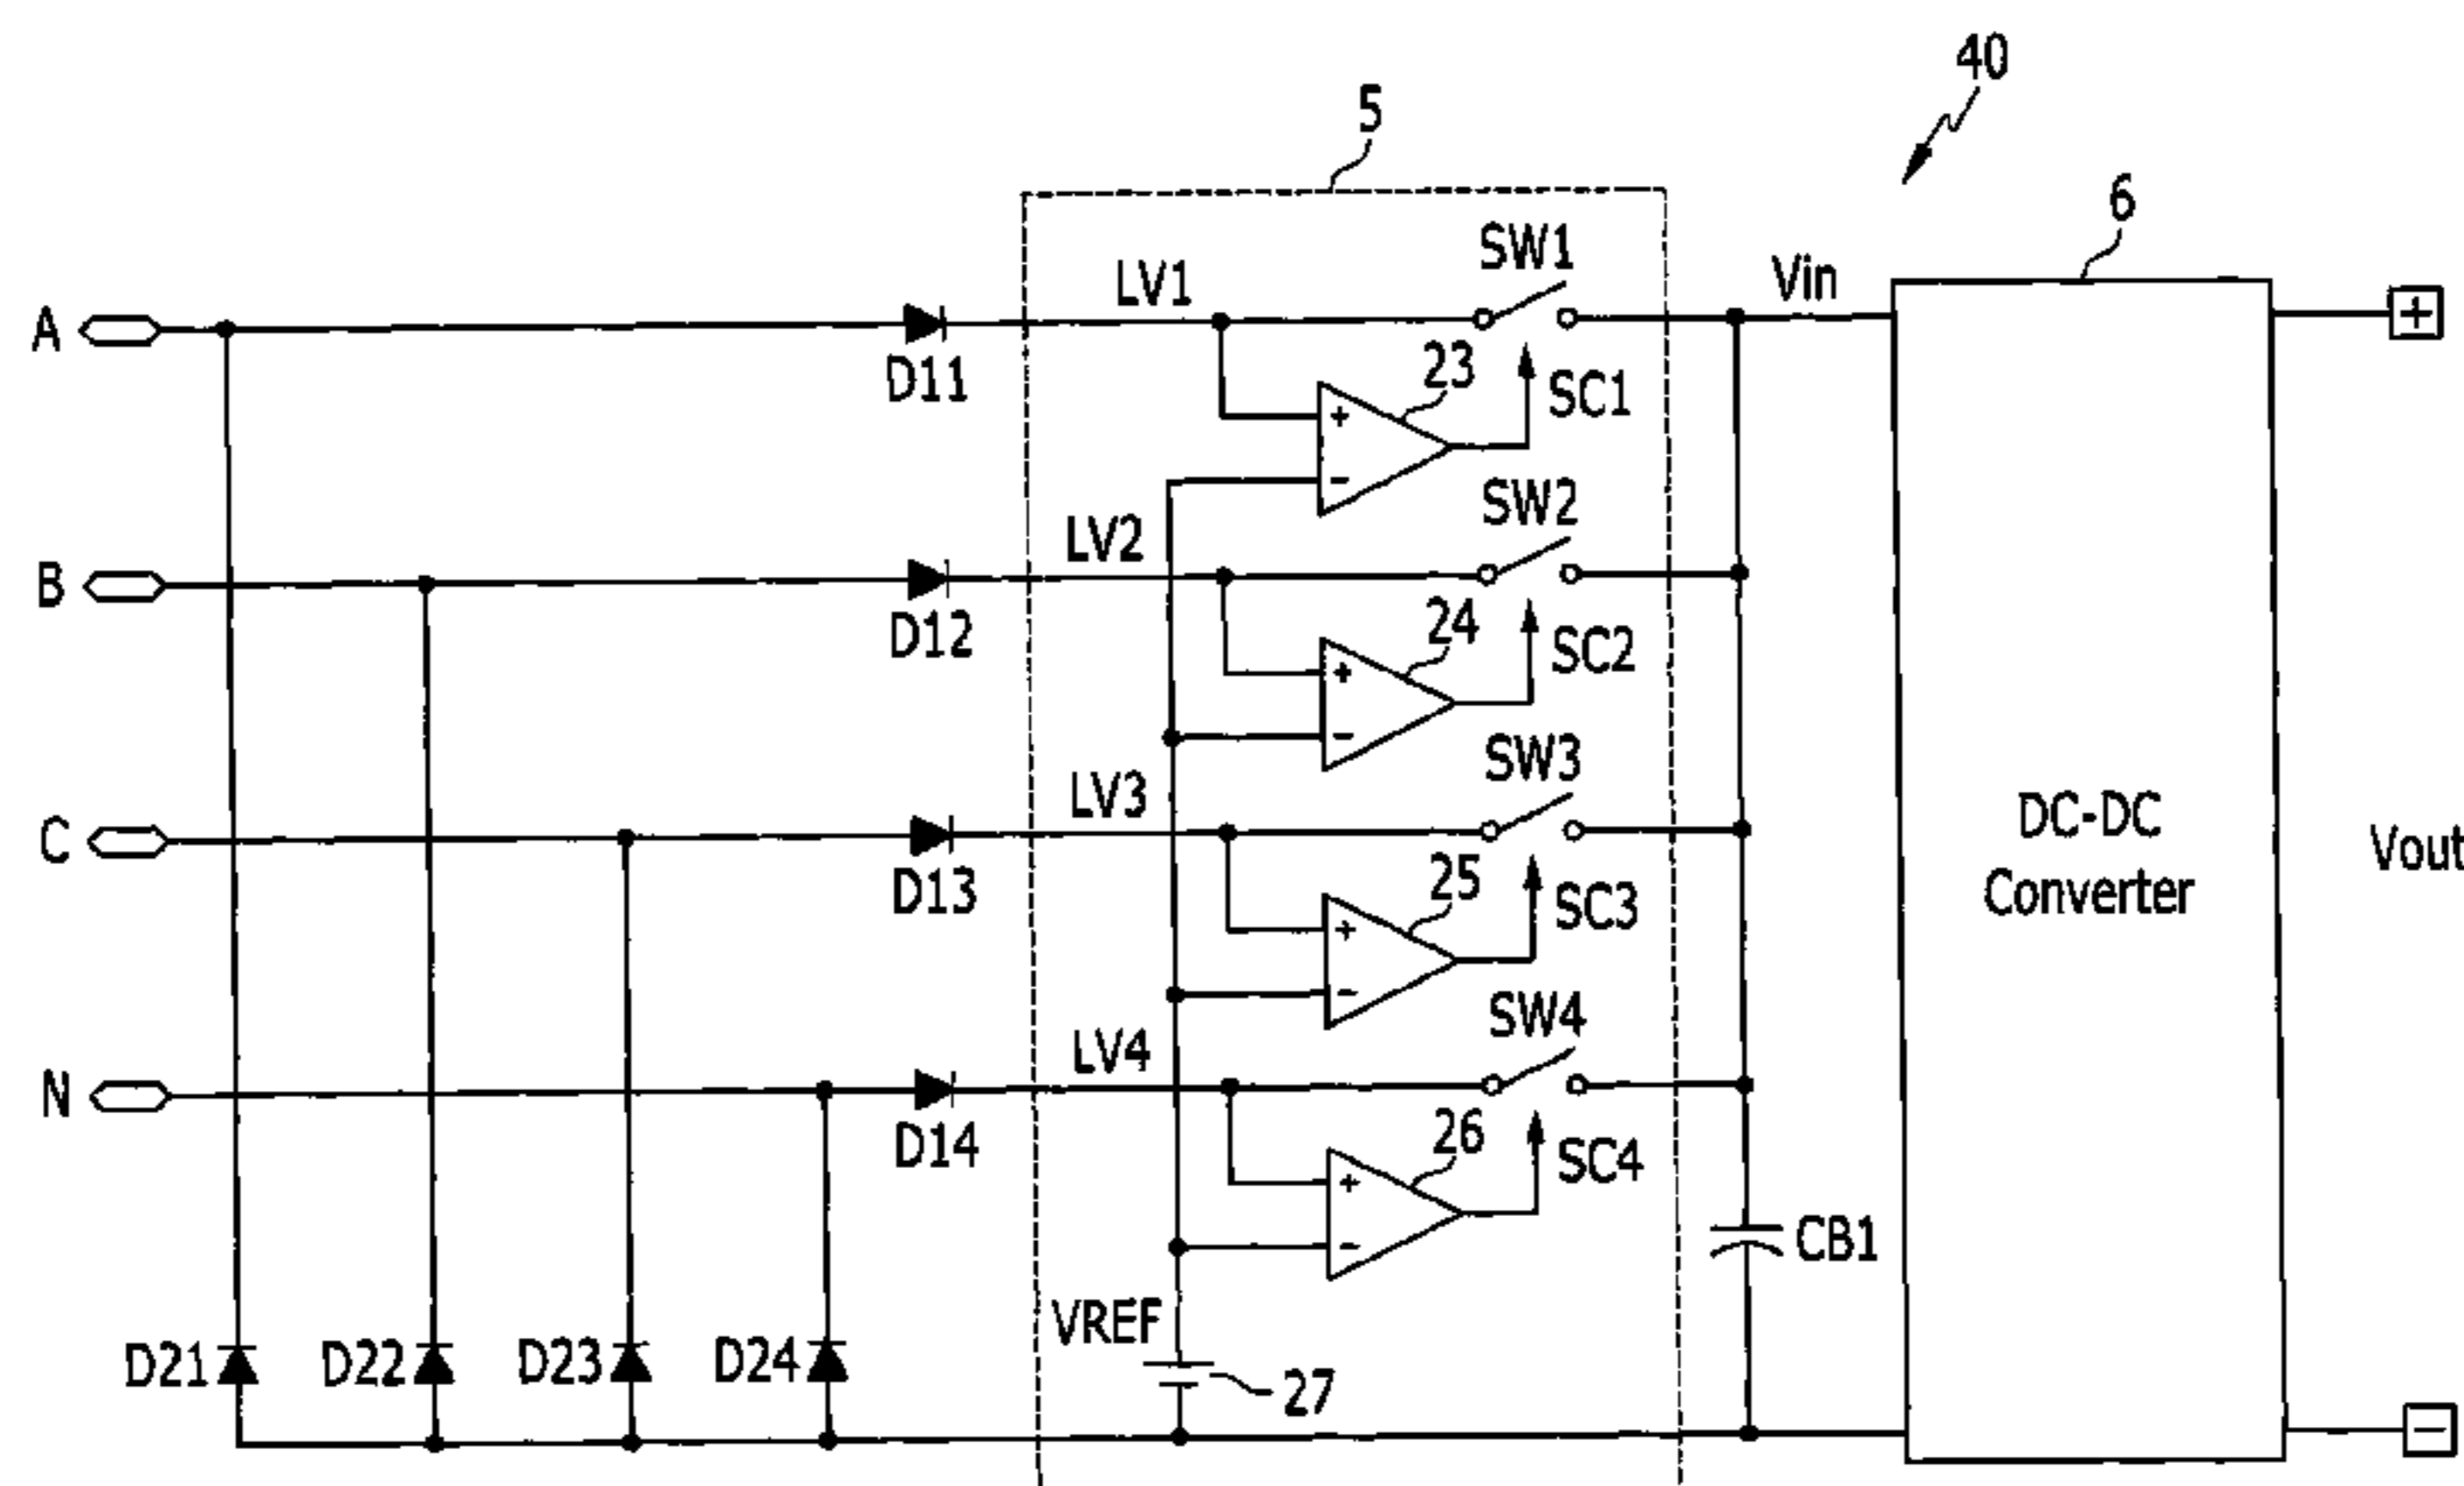 40
5
6
A
LV1
SW1
Vin
+
D11
23
SC1
+
-
B
LV2
SW2
D12
24
SC2
+
-
C
LV3
SW3
DC-DC
Converter
Vout
D13
25
SC3
+
-
N
LV4
SW4
D14
26
SC4
+
-
CB1
VREF
D21
D22
D23
D24
27
-